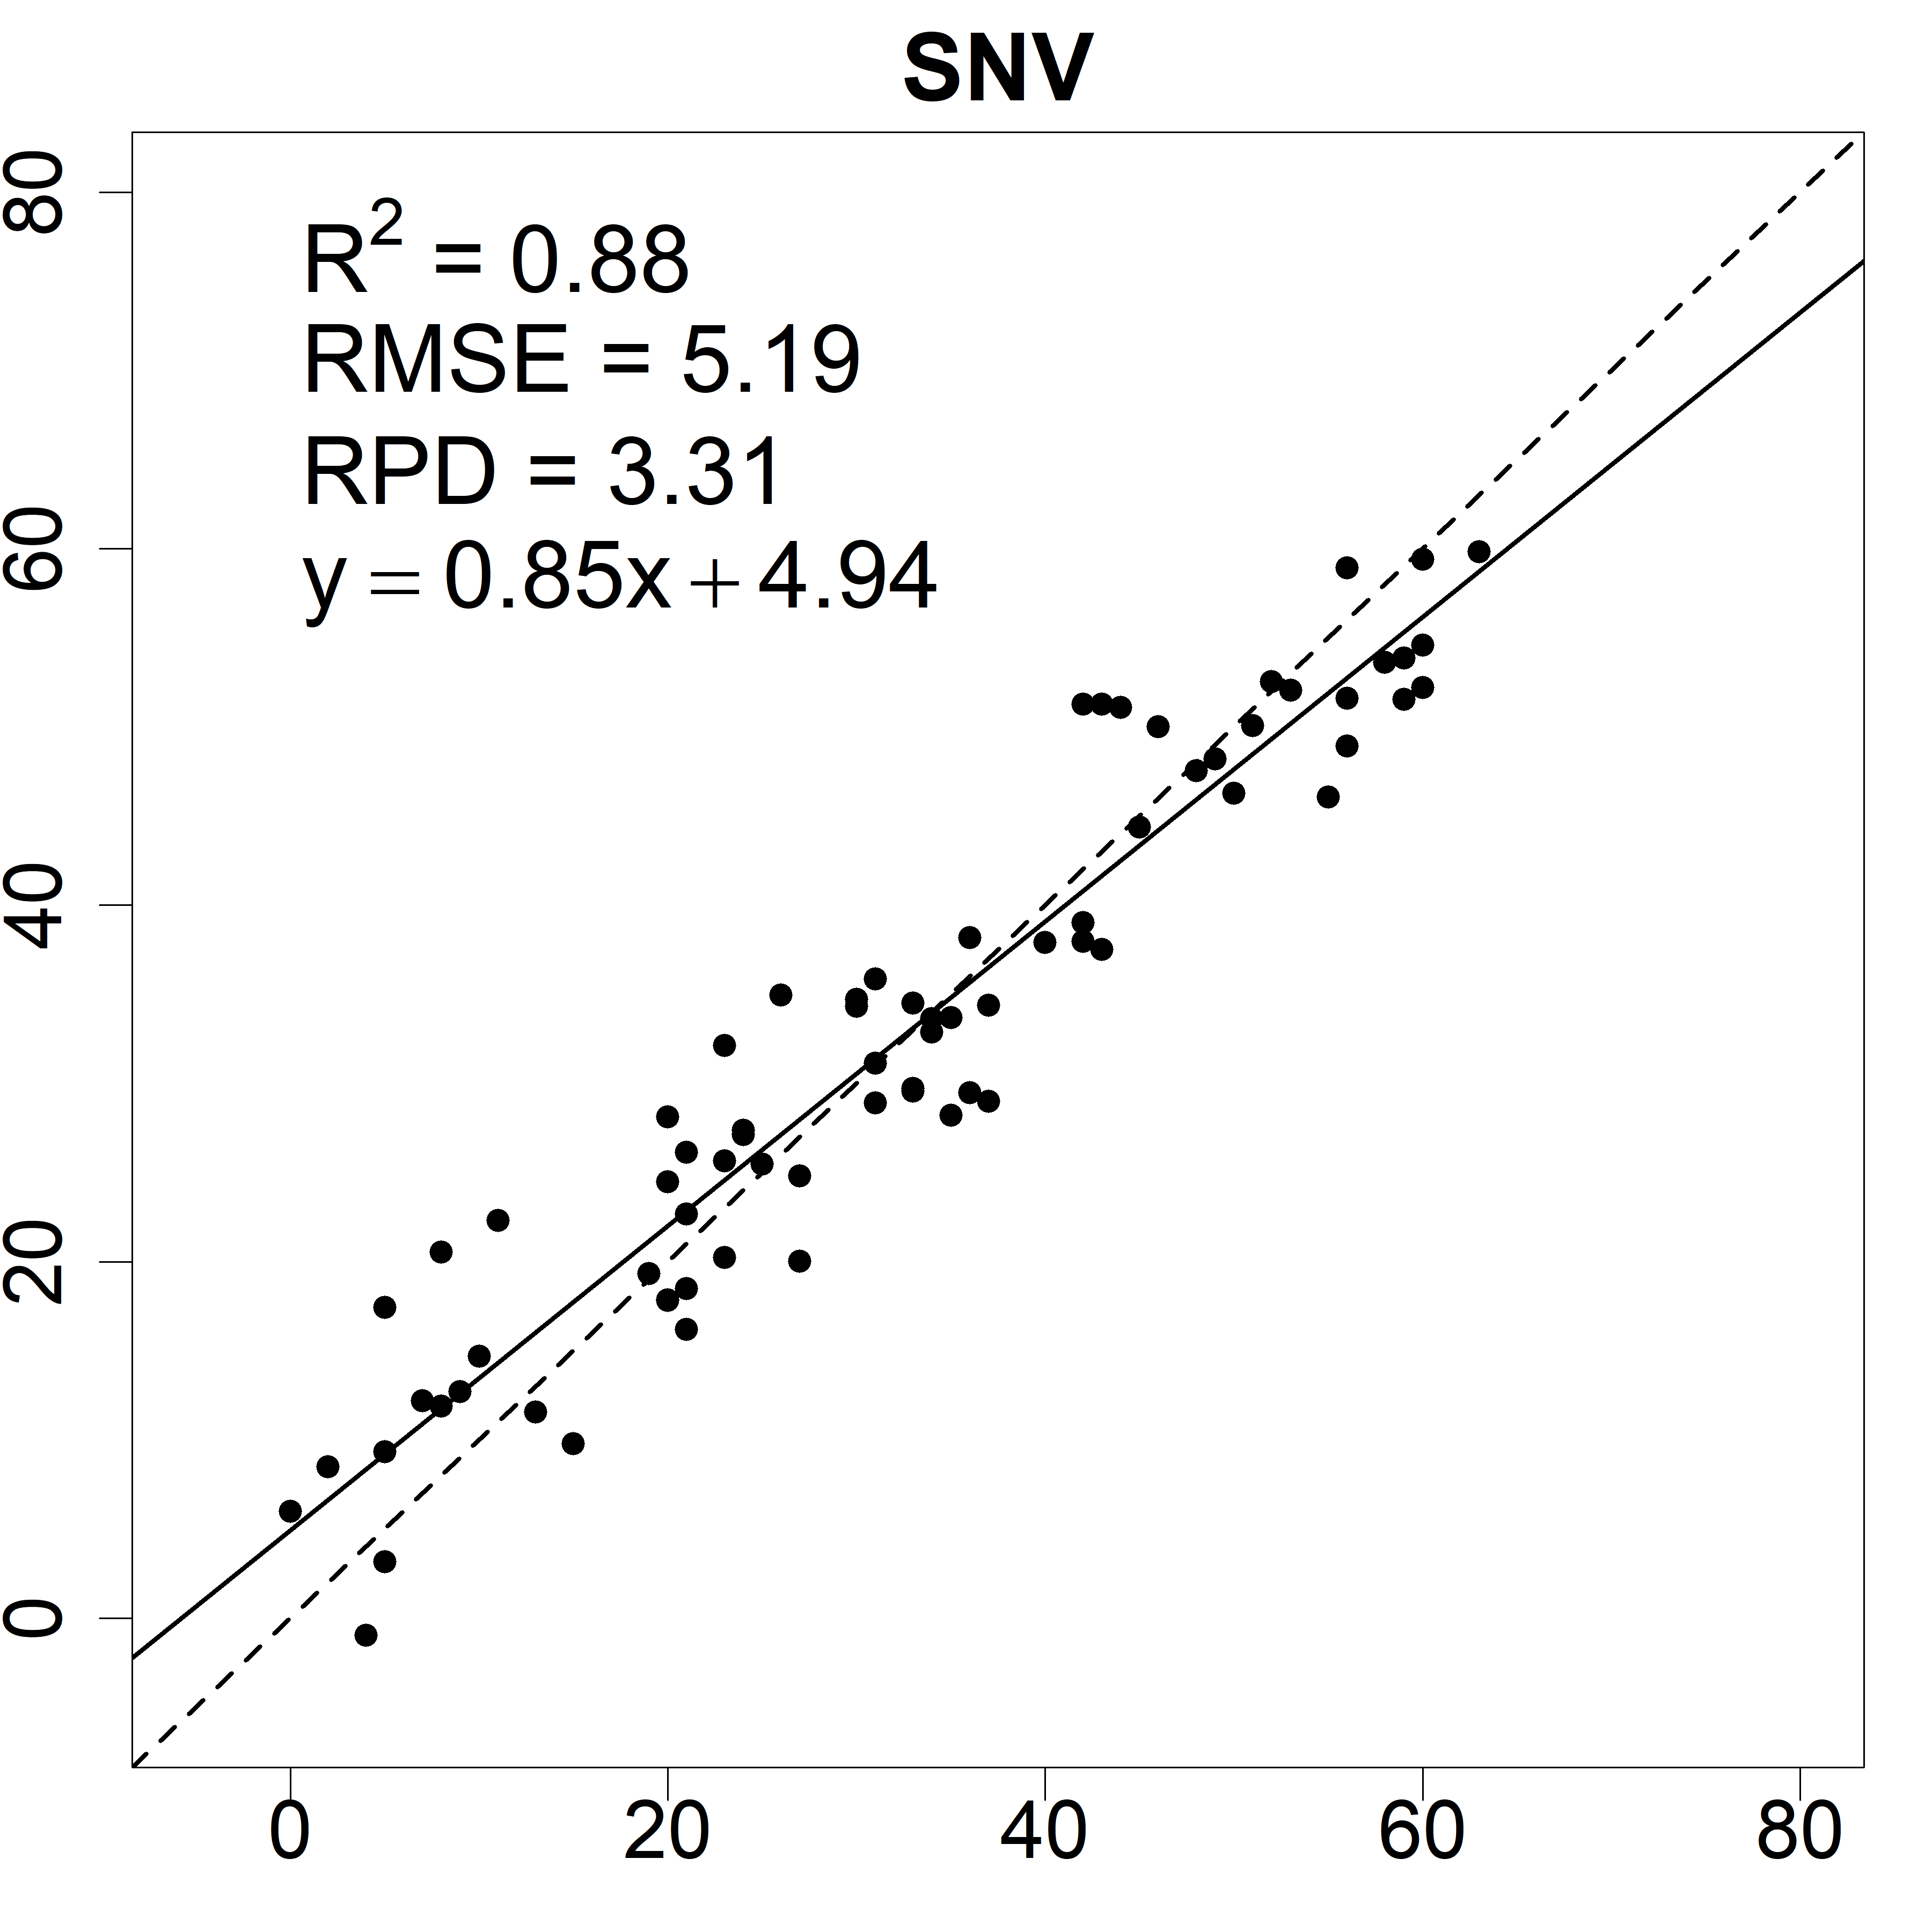 SNV
R² = 0.88
RMSE = 5.19
RPD = 3.31
y = 0.85x + 4.94
80
60
40
20
0
0 20 40 60 80